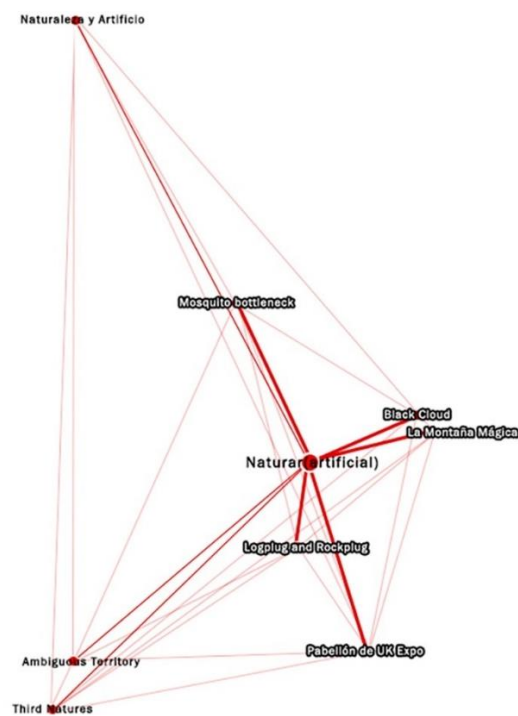 Naturaleza y Artificio
Mosquito bottleneck
Black Cloud
La Montaña Mágica
Natural(artificial)
Logplug and Rockplug
Pabellón de UK Expo
Ambiguous Territory
Third Natures